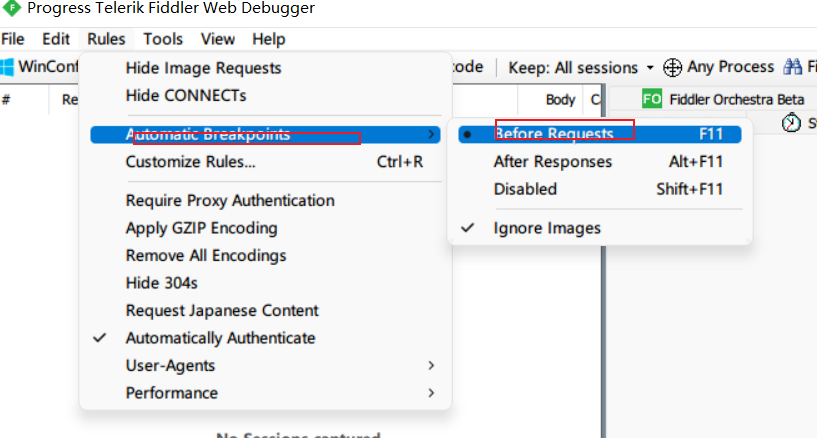 Progress Telerik Fiddler Web Debugger
File Edit Rules Tools View Help
WinConf
Hide Image Requests
code Keep: All sessions Any Process
Hide CONNECTs
# Re
Body
Fiddler Orchestra Beta
FO
Automatic Breakpoints
Before Requests F11
Customize Rules... Ctrl+R
After Responses Alt+F11
Disabled Shift+F11
Require Proxy Authentication
Apply GZIP Encoding
Ignore Images
Remove All Encodings
Hide 304s
Request Japanese Content
Automatically Authenticate
User-Agents
Performance
No Sessions captured